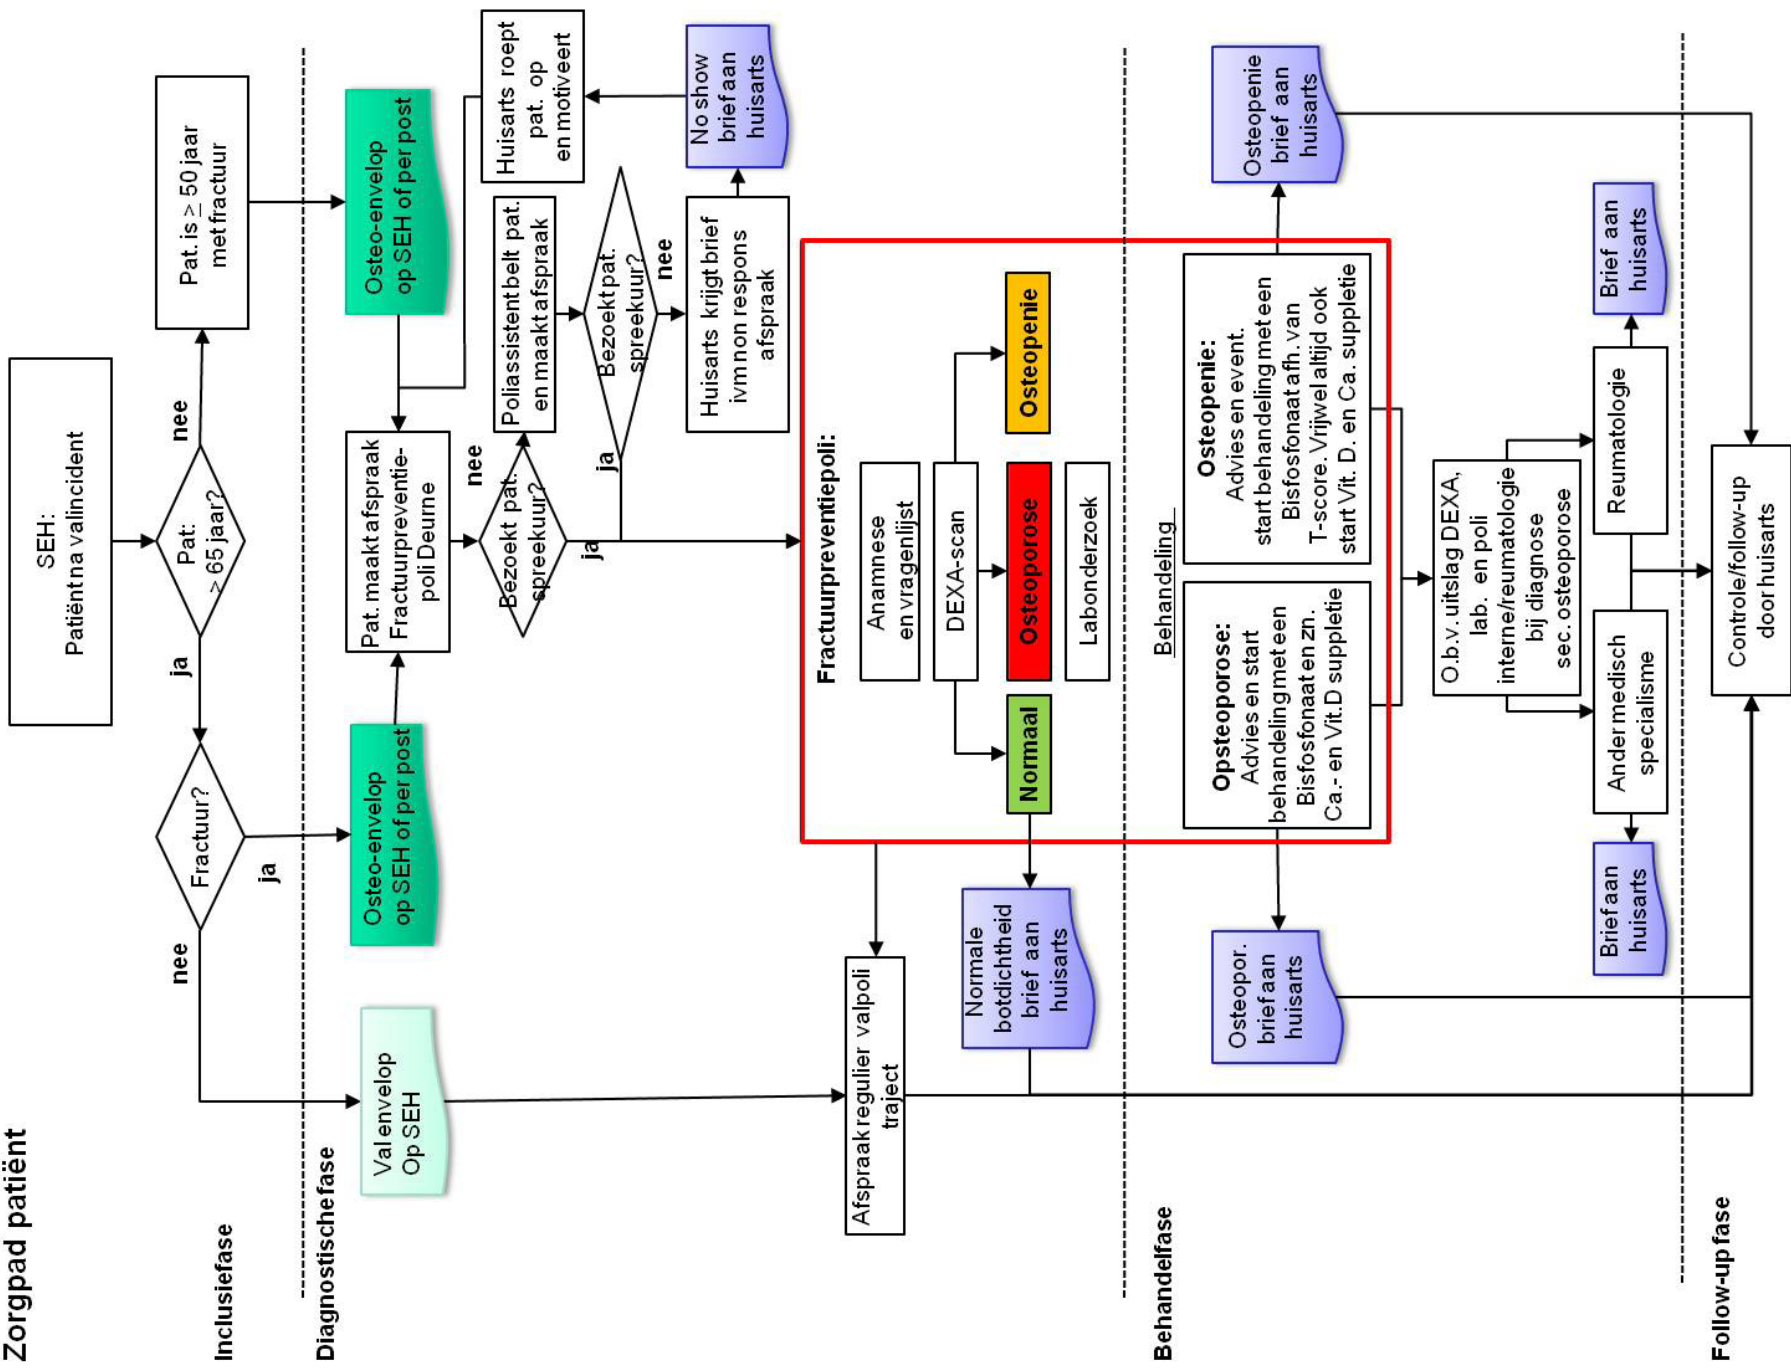 Zorgpad patiënt
SEH:
Patiënt na valincident
Inclusiefase
Pat:
≥ 65 jaar?
ja
nee
Fractuur?
nee
ja
Pat. is ≥ 50 jaar
met fractuur
Diagnostische fase
Val envelop
Op SEH
Osteo-envelop
op SEH of per post
Osteo-envelop
op SEH of per post
Pat. maakt afspraak
Fractuurpreventie-
poli Deurne
Bezoekt pat.
spreekuur?
nee
ja
Poliassistent belt pat.
en maakt afspraak
Huisarts roept
pat. op
en motiveert
Bezoekt pat.
spreekuur?
ja
nee
Huisarts krijgt brief
ivm non respons
afspraak
No show
brief aan
huisarts
Fractuurpreventiepoli:
Anamnese
en vragenlijst
DEXA-scan
Normaal
Osteoporose
Osteopenie
Labonderzoek
Afspraak regulier valpoli
traject
Normale
botdichtheid
brief aan
huisarts
Behandelfase
Behandeling
Opsteoporose:
Advies en start
behandeling met een
Bisfosfonaat en zn.
Ca.- en Vit.D suppletie
Osteopenie:
Advies en event.
start behandeling met een
Bisfosfonaat afh. van
T-score. Vrijwel altijd ook
start Vit. D. en Ca. suppletie
Osteopor.
brief aan
huisarts
Osteopenie
brief aan
huisarts
O.b.v. uitslag DEXA,
lab. en poli
interne/reumatologie
bij diagnose
sec. osteoporose
Brief aan
huisarts
Ander medisch
specialisme
Reumatologie
Brief aan
huisarts
Follow-up fase
Controle/follow-up
door huisarts